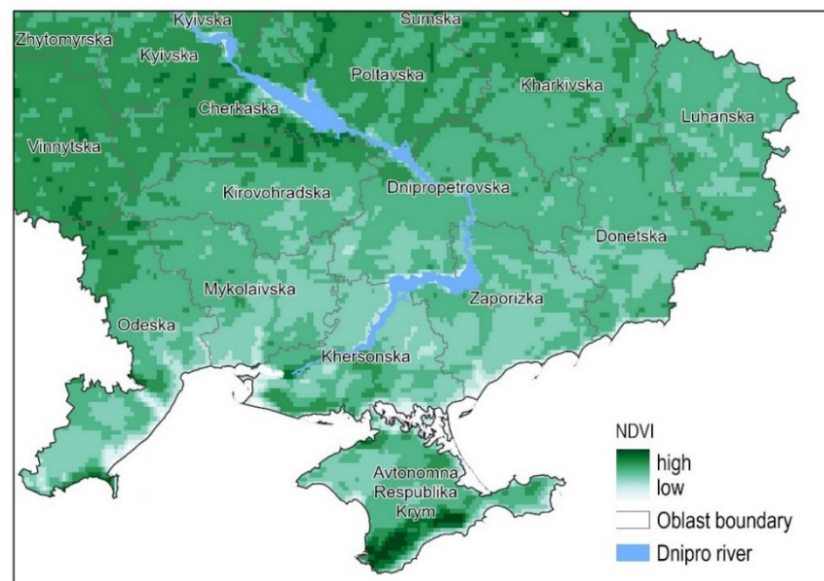 Kyivska
Sumska
Zhytomyrska
Kyivska
Poltavska
Kharkivska
Cherkaska
Luhanska
Vinnytska
Kirovohradska
Dnipropetrovska
Donetska
Mykolaivska
Zaporizka
Odeska
Khersonska
NDVI
high
low
Avtonomna
Respublika
Krym
Oblast boundary
Dnipro river